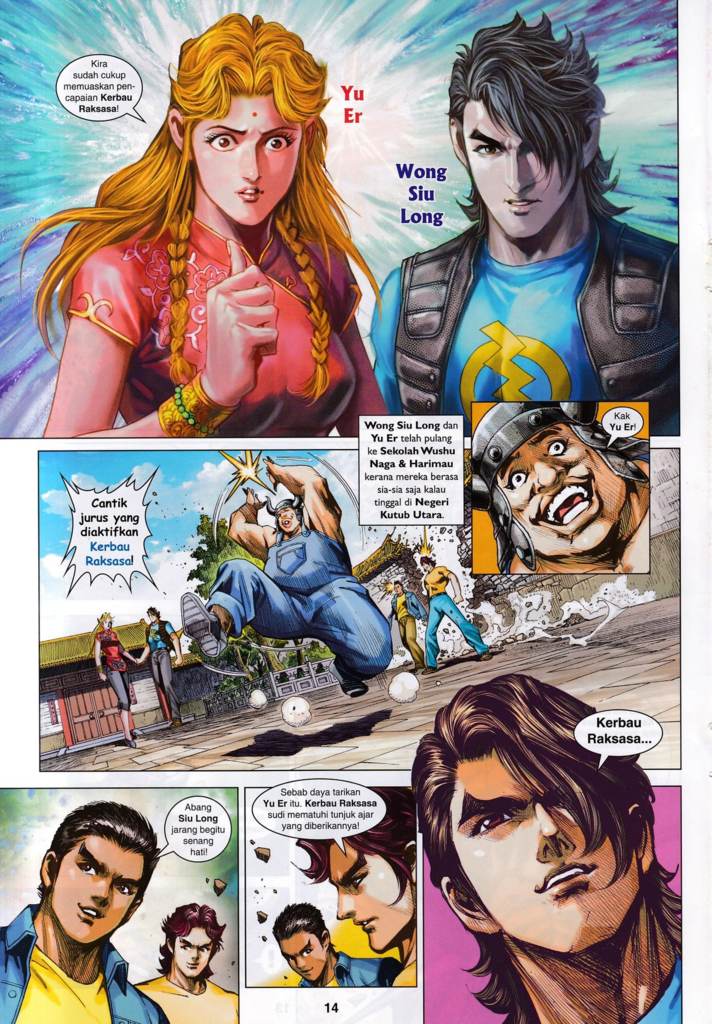 Kira
sudah cukup
memuaskan pen-
capaian Kerbau
Raksasa!
Yu
Er
Wong
Siu
Long
Wong Siu Long dan
Yu Er telah pulang
ke Sekolah Wushu
Naga & Harimau
kerana mereka berasa
sia-sia saja kalau
tinggal di Negeri
Kutub Utara.
Kak
Yu Er!
Cantik
jurus yang
diaktifkan
Kerbau
Raksasa!
Kerbau
Raksasa...
Abang
Siu Long
jarang begitu
senang
hati!
Sebab daya tarikan
Yu Er itu. Kerbau Raksasa
sudi mematuhi tunjuk ajar
yang diberikannya!
14